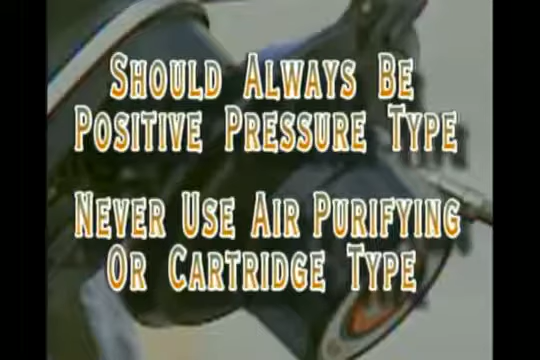 Should Always Be
Positive Pressure Type
Never Use Air Purifying
Or Cartridge Type